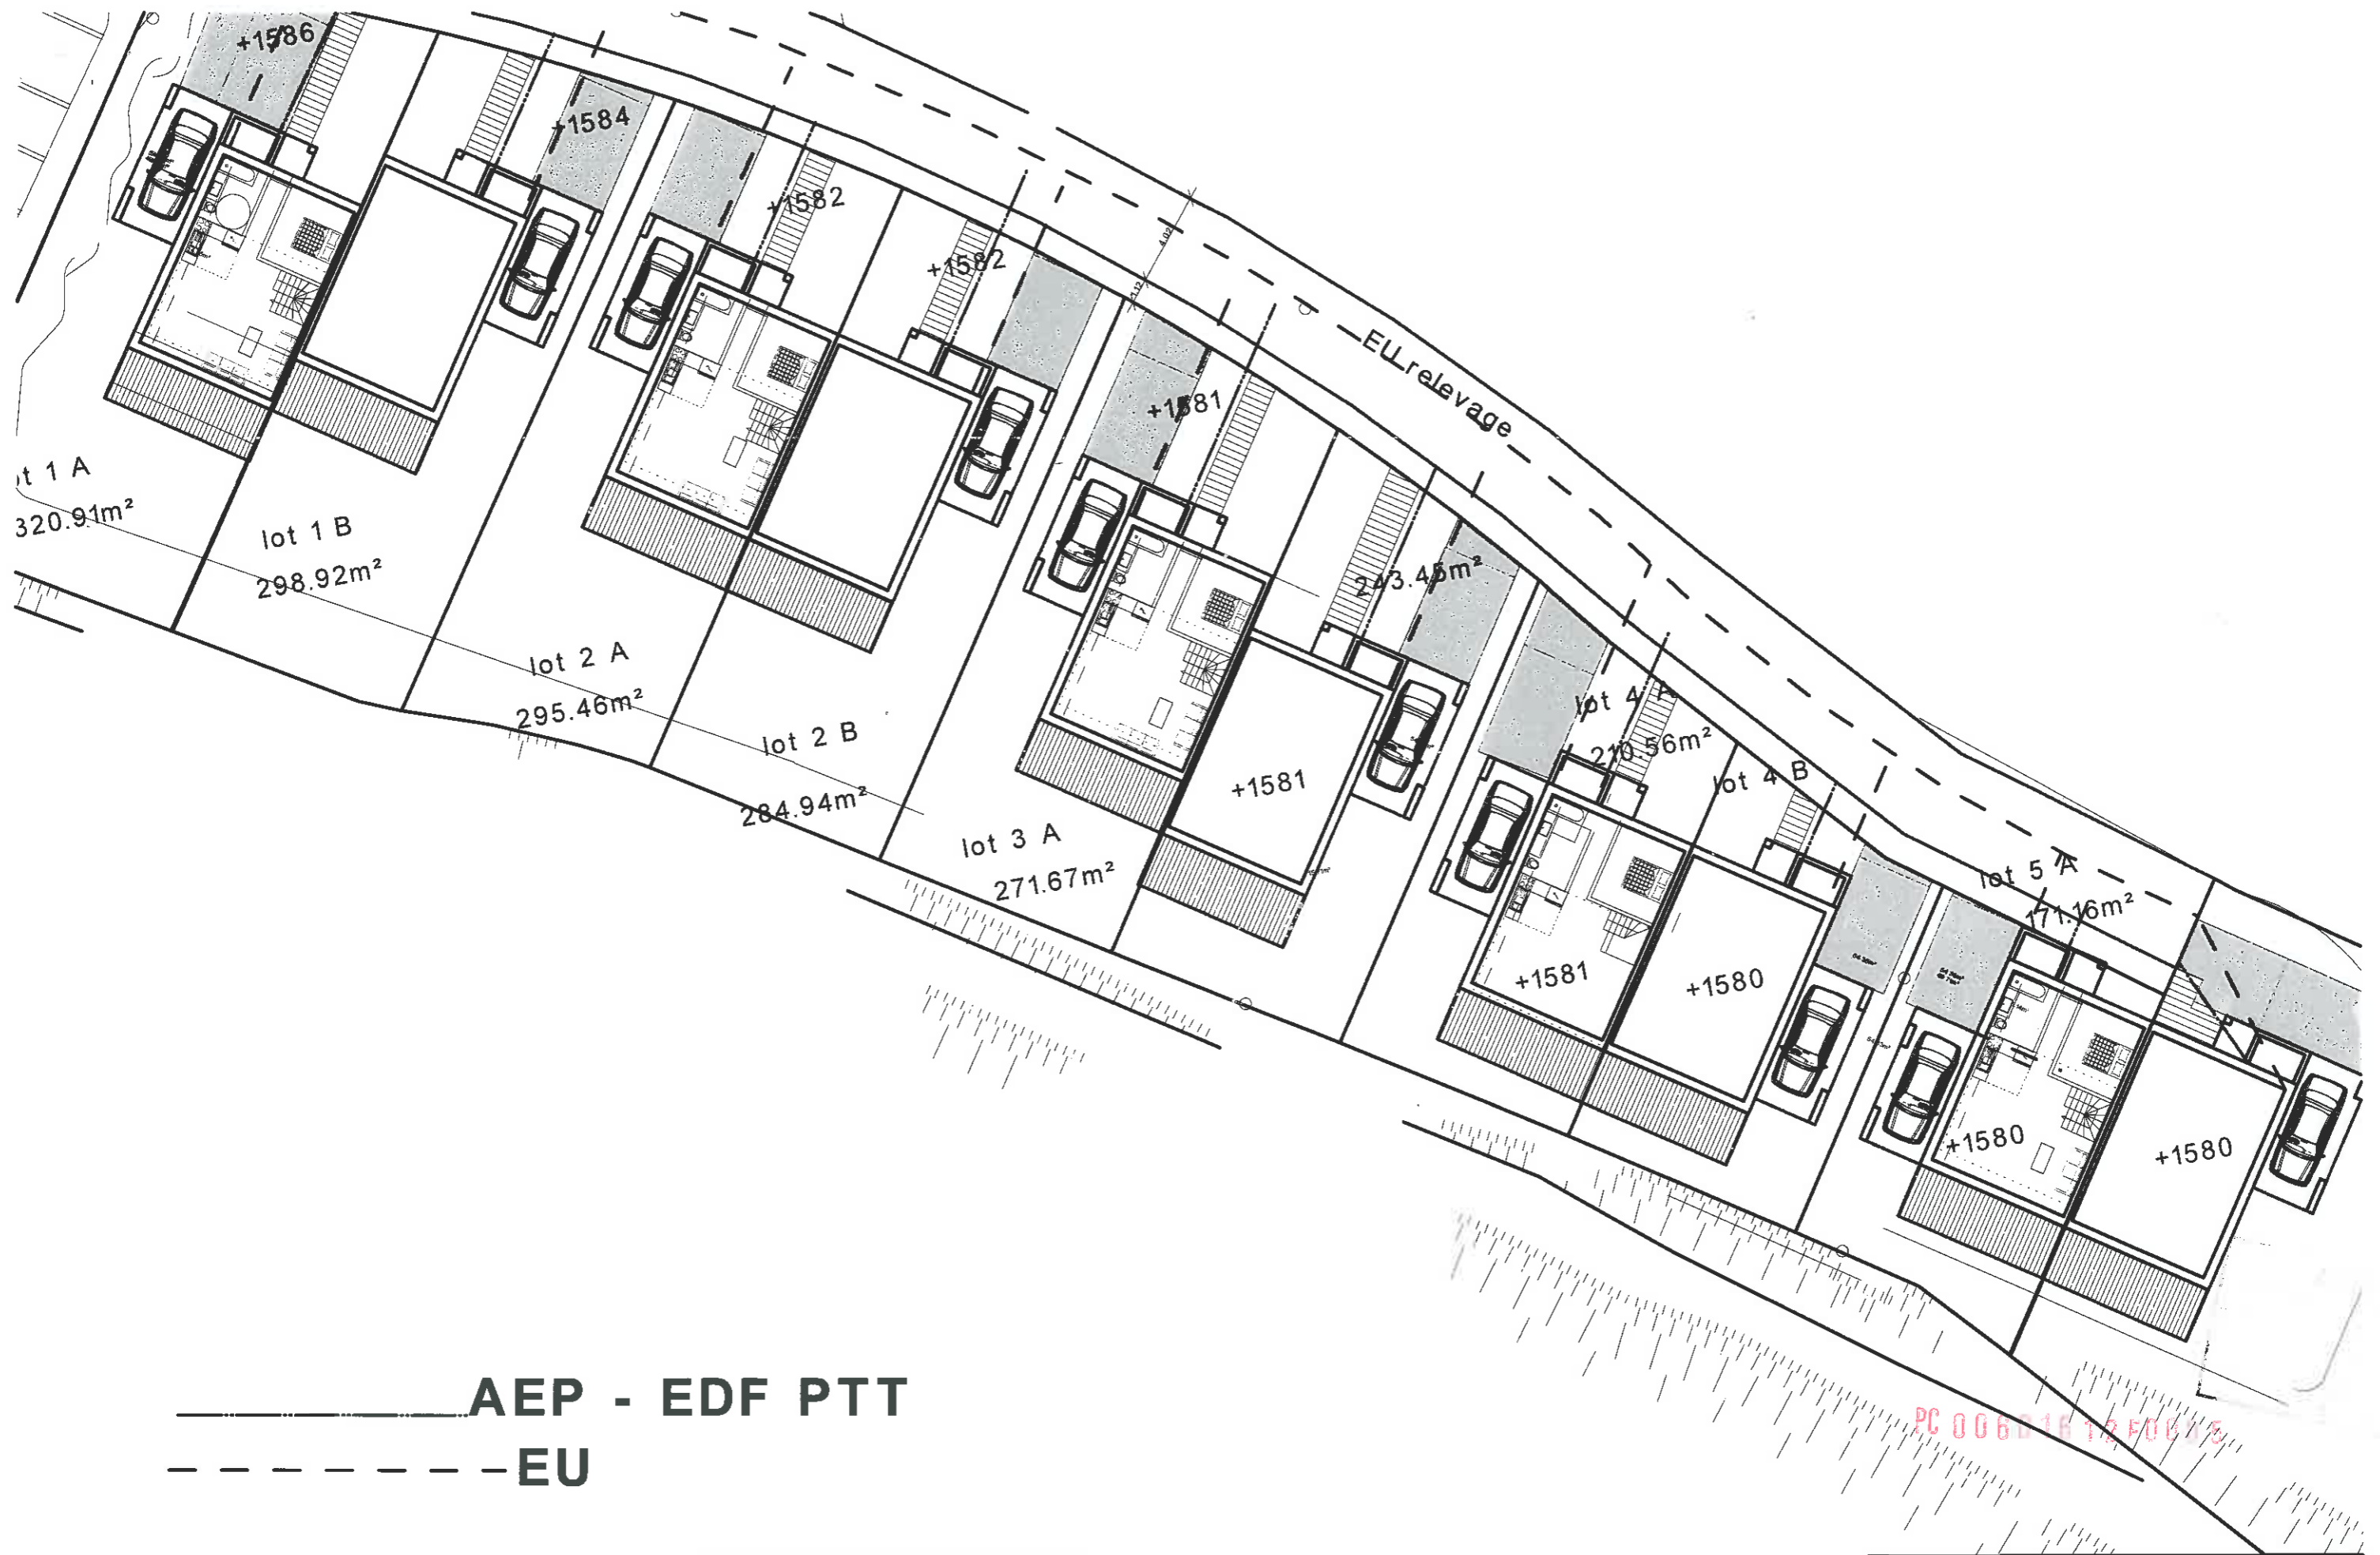 +1586
+1584
+1582
+1582
EU relevage
+1581
lot 1 A
320.91m²
lot 1 B
298.92m²
243.45m²
lot 2 A
295.46m²
lot 2 B
284.94m²
lot 4 A
210.56m²
lot 4 B
+1581
lot 3 A
271.67m²
lot 5 A
171.16m²
+1581
+1580
+1580
+1580
AEP - EDF PTT
EU